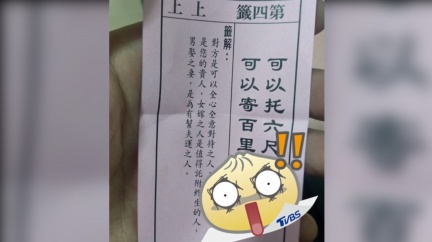 第四籤 上上
可以托六尺
可以寄百里
籤解：
對方是可以全心全意對待之人，
是您的貴人，女嫁之人是值得託附終生的人，
男娶之妻，是為有幫夫運之人。
!!
TVBS